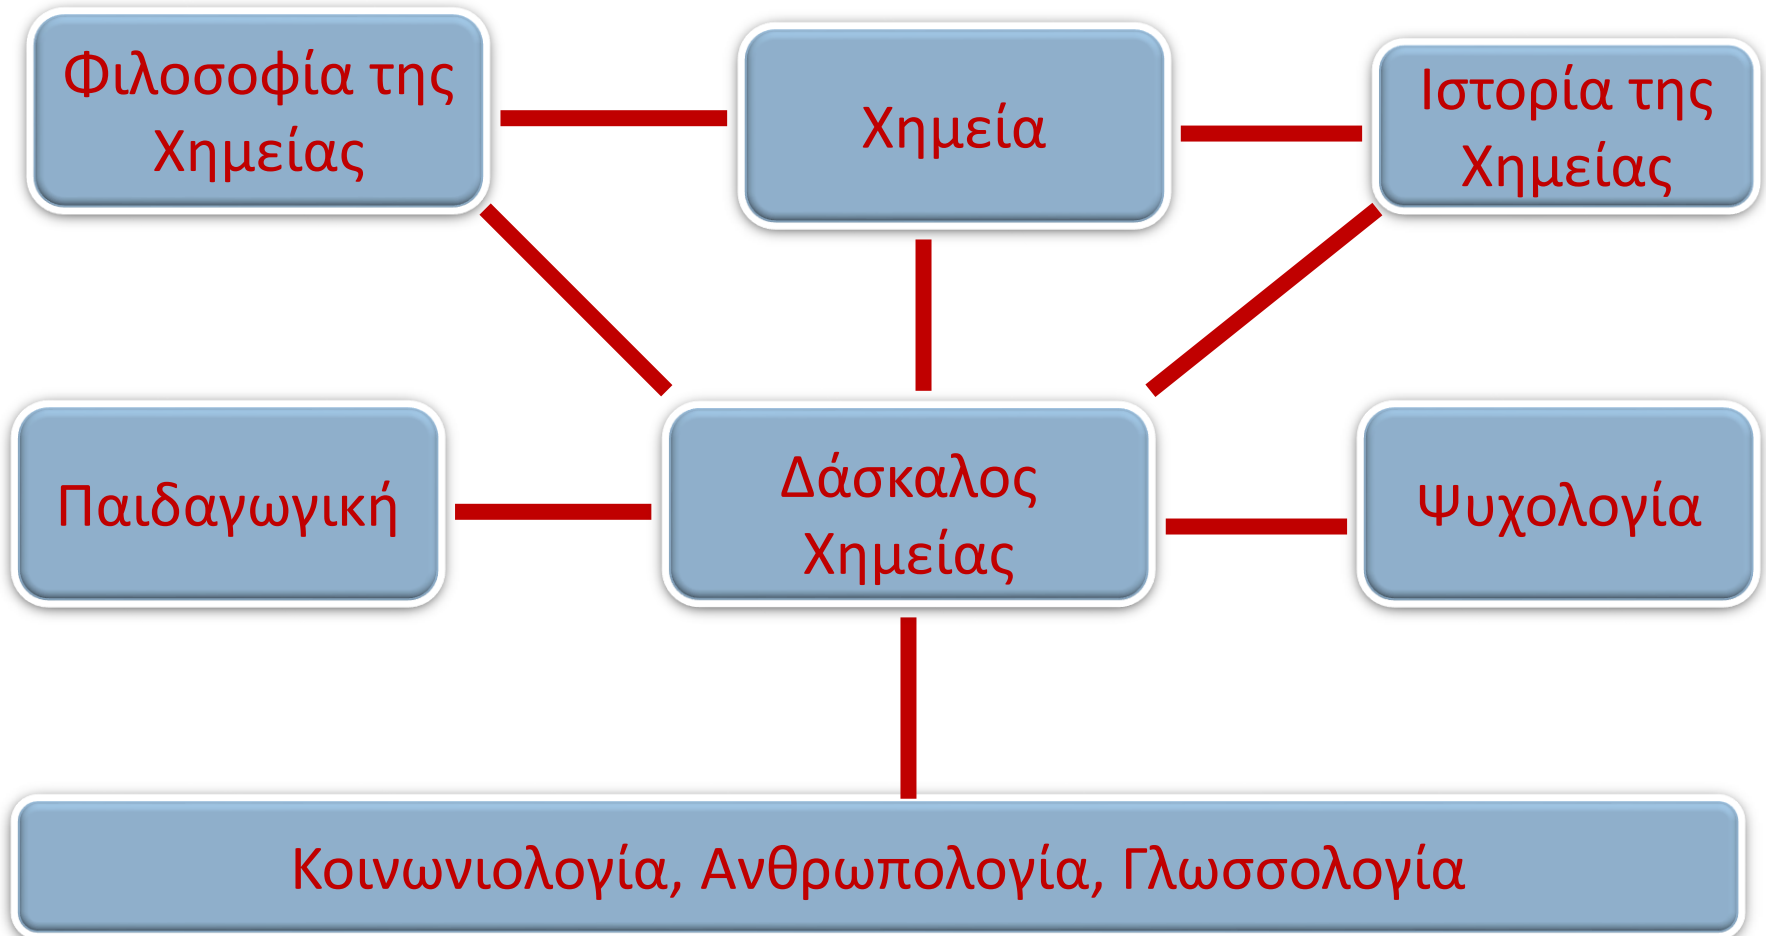 Φιλοσοφία της
Χημείας
Χημεία
Ιστορία της
Χημείας
Παιδαγωγική
Δάσκαλος
Χημείας
Ψυχολογία
Κοινωνιολογία, Ανθρωπολογία, Γλωσσολογία